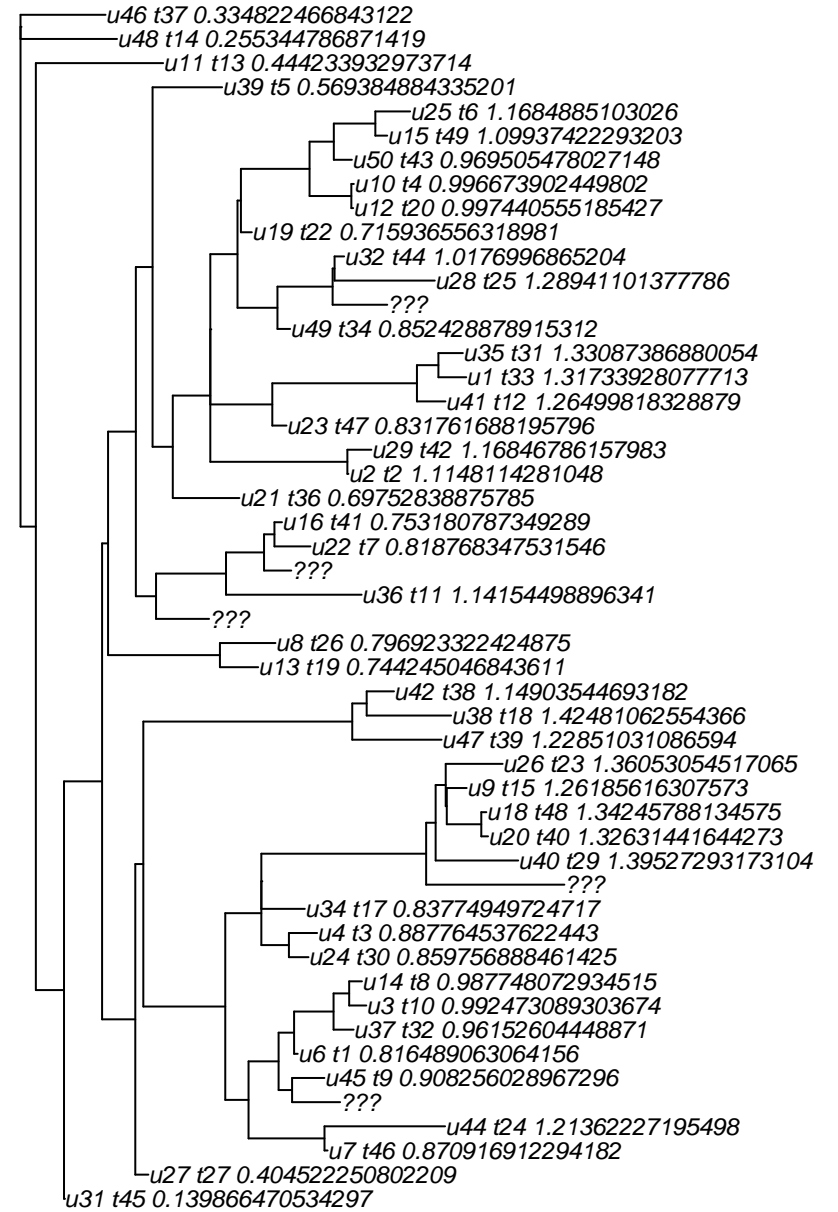 u46 t37 0.334822466843122
u48 t14 0.255344786871419
u11 t13 0.444233932973714
u39 t5 0.569384884335201
u25 t6 1.1684885103026
u15 t49 1.09937422293203
u50 t43 0.969505478027148
u10 t4 0.996673902449802
u12 t20 0.997440555185427
u19 t22 0.715936556318981
u32 t44 1.0176996865204
u28 t25 1.28941101377786
???
u49 t34 0.852428878915312
u35 t31 1.33087386880054
u1 t33 1.31733928077713
u41 t12 1.26499818328879
u23 t47 0.831761688195796
u29 t42 1.16846786157983
u2 t2 1.1148114281048
u21 t36 0.69752838875785
u16 t41 0.753180787349289
u22 t7 0.818768347531546
???
u36 t11 1.14154498896341
???
u8 t26 0.796923322424875
u13 t19 0.744245046843611
u42 t38 1.14903544693182
u38 t18 1.42481062554366
u47 t39 1.22851031086594
u26 t23 1.36053054517065
u9 t15 1.26185616307573
u18 t48 1.34245788134575
u20 t40 1.32631441644273
u40 t29 1.39527293173104
???
u34 t17 0.83774949724717
u4 t3 0.887764537622443
u24 t30 0.859756888461425
u14 t8 0.987748072934515
u3 t10 0.992473089303674
u37 t32 0.96152604448871
u6 t1 0.816489063064156
u45 t9 0.908256028967296
???
u44 t24 1.21362227195498
u7 t46 0.870916912294182
u27 t27 0.404522250802209
u31 t45 0.139866470534297